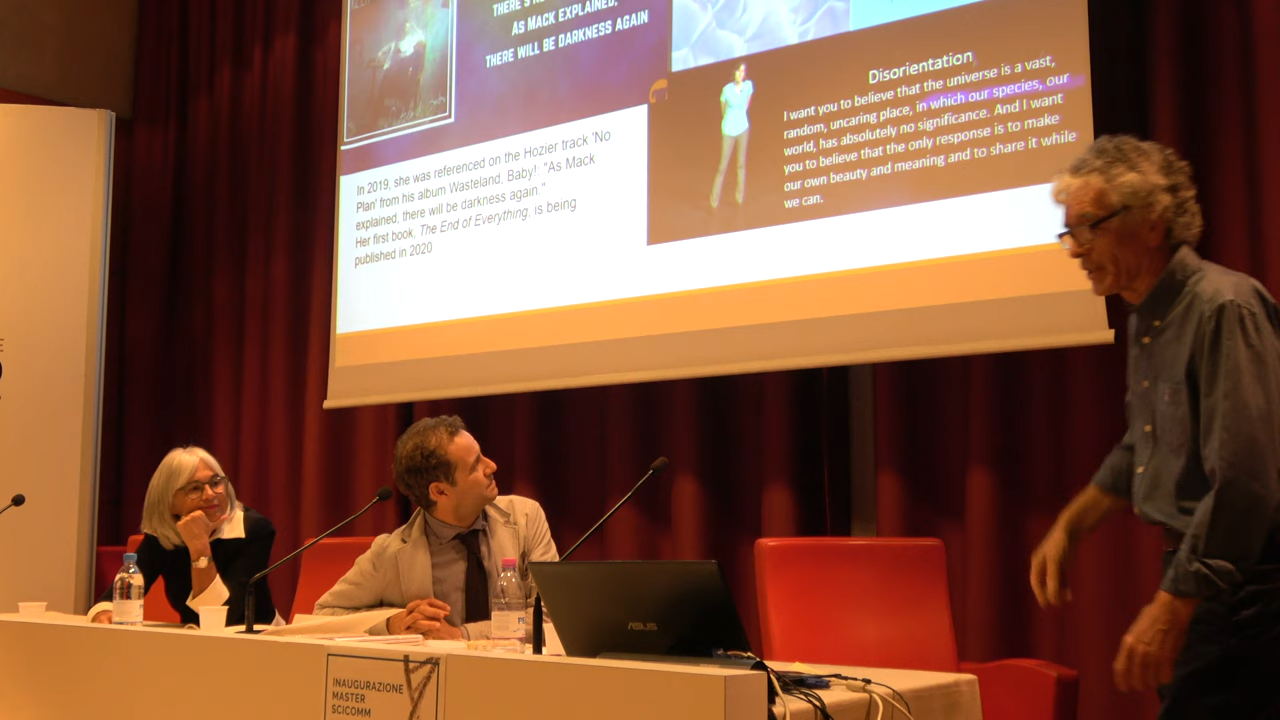 AS MACK EXPLAINED,
THERE WILL BE DARKNESS AGAIN
In 2019, she was referenced on the Hozier track 'No
Plan' from his album Wasteland, Baby!: "As Mack
explained, there will be darkness again."
Her first book, The End of Everything, is being
published in 2020
Disorientation
I want you to believe that the universe is a vast,
random, uncaring place, in which our species, our
world, has absolutely no significance. And I want
you to believe that the only response is to make
our own beauty and meaning and to share it while
we can.
ASUS
INAUGURAZIONE
MASTER
SCICOMM